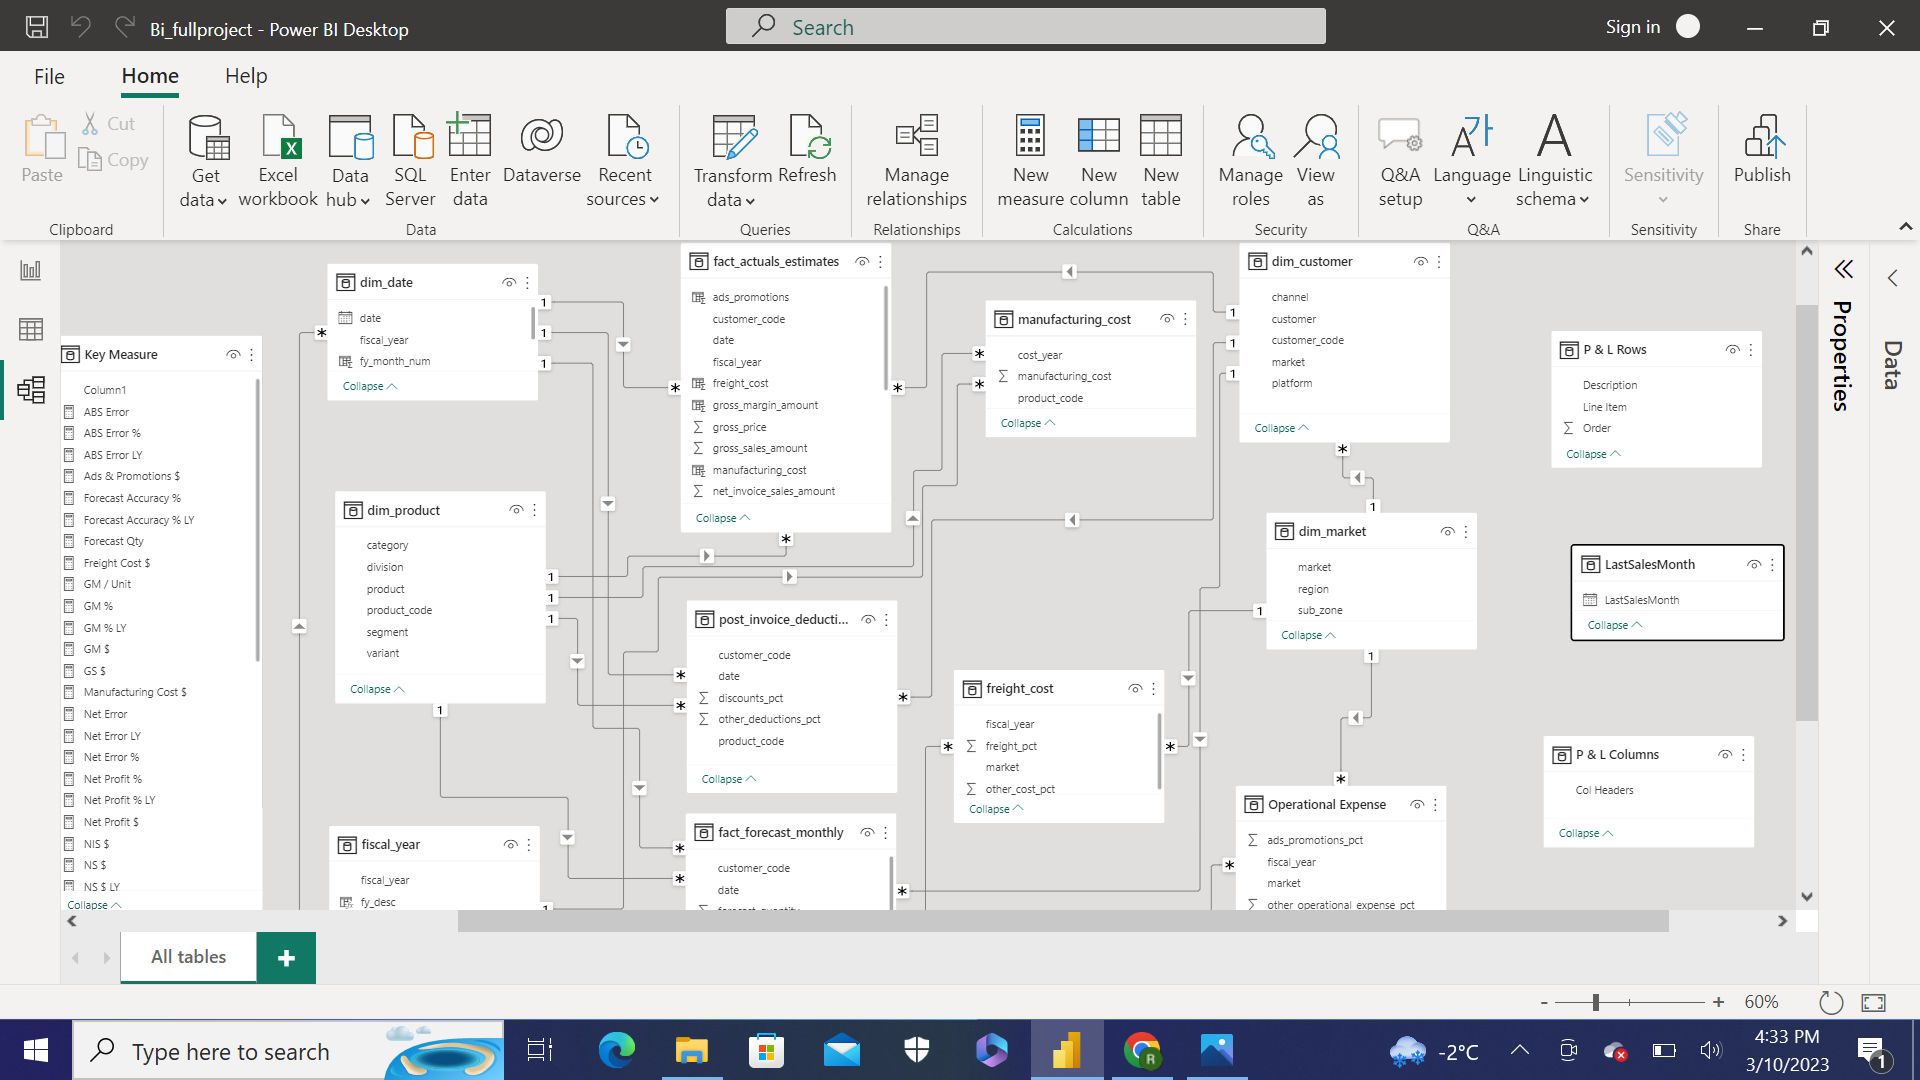 Bi_fullproject - Power BI Desktop
Search
Sign in
File
Home
Help
Paste
Cut
Copy
Clipboard
Get data
Excel workbook
Data hub
SQL Server
Enter data
Dataverse
Recent sources
Data
Transform data
Refresh
Queries
Manage relationships
Relationships
New measure
New column
New table
Calculations
Manage roles
View as
Security
Q&A setup
Language
Linguistic schema
Q&A
Sensitivity
Sensitivity
Publish
Share
Key Measure
Column1
ABS Error
ABS Error %
ABS Error LY
Ads & Promotions $
Forecast Accuracy %
Forecast Accuracy % LY
Forecast Qty
Freight Cost $
GM / Unit
GM %
GM % LY
GM $
GS $
Manufacturing Cost $
Net Error
Net Error LY
Net Error %
Net Profit %
Net Profit % LY
Net Profit $
NIS $
NS $
NS $ LY
Collapse
dim_date
date
fiscal_year
fy_month_num
Collapse
dim_product
category
division
product
product_code
segment
variant
Collapse
fiscal_year
fiscal_year
fy_desc
fact_actuals_estimates
ads_promotions
customer_code
date
fiscal_year
freight_cost
gross_margin_amount
gross_price
gross_sales_amount
manufacturing_cost
net_invoice_sales_amount
Collapse
post_invoice_deducti...
customer_code
date
discounts_pct
other_deductions_pct
product_code
Collapse
fact_forecast_monthly
customer_code
date
forecast_quantity
manufacturing_cost
cost_year
manufacturing_cost
product_code
Collapse
freight_cost
fiscal_year
freight_pct
market
other_cost_pct
Collapse
dim_customer
channel
customer
customer_code
market
platform
Collapse
dim_market
market
region
sub_zone
Collapse
Operational Expense
ads_promotions_pct
fiscal_year
market
other_operational_expense_pct
P & L Rows
Description
Line Item
Order
Collapse
LastSalesMonth
LastSalesMonth
Collapse
P & L Columns
Col Headers
Collapse
Properties
Data
All tables
60%
Type here to search
-2°C
4:33 PM
3/10/2023
1